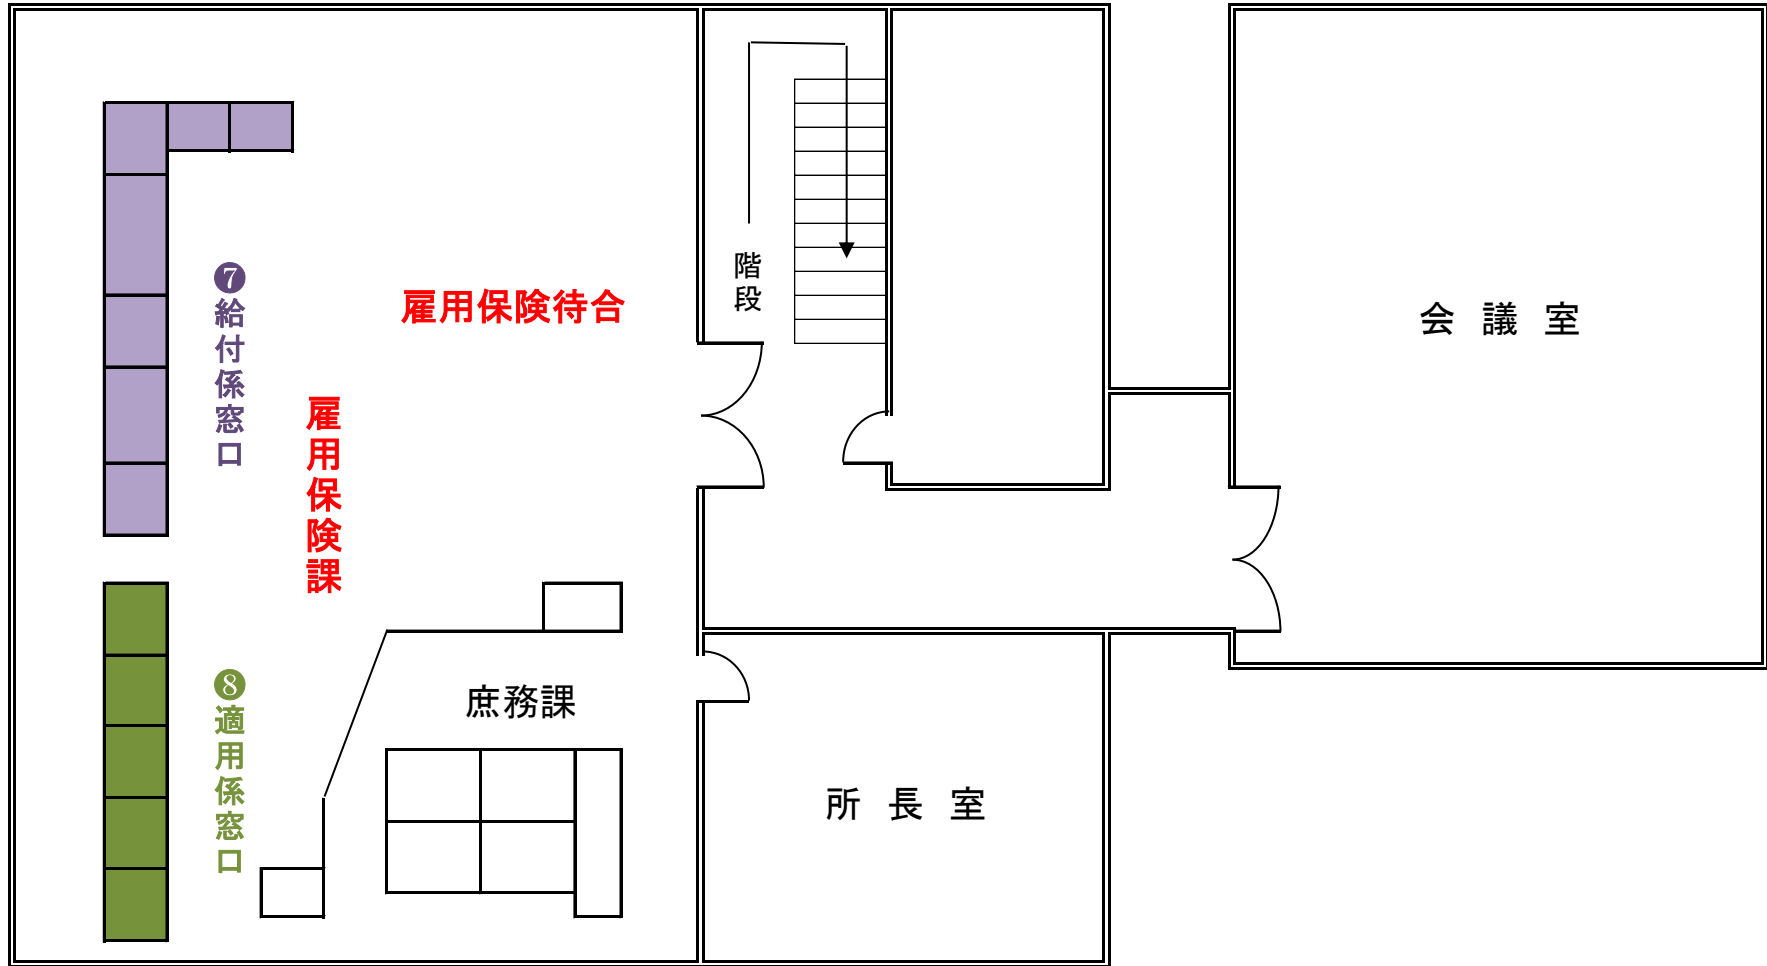 ❼給付係窓口
雇用保険待合
雇用保険課
階段
会議室
❽適用係窓口
庶務課
所長室